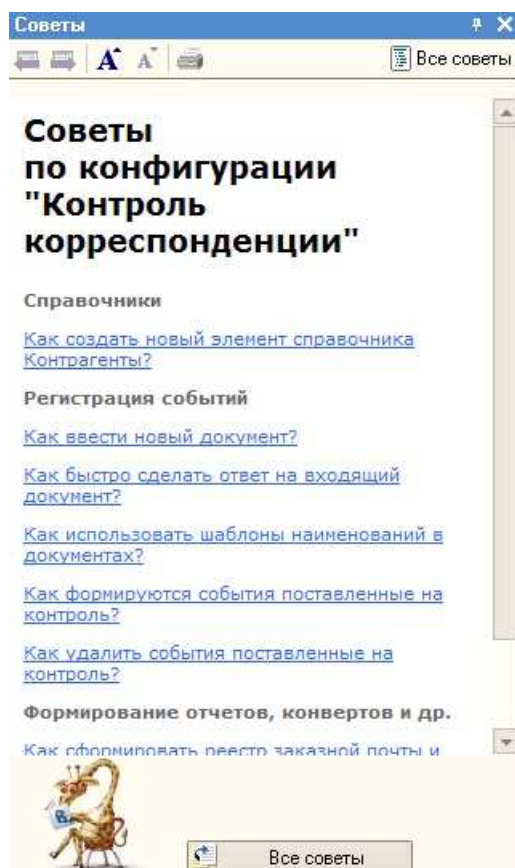 Советы
Все советы
Советы
по конфигурации
"Контроль
корреспонденции"
Справочники
Как создать новый элемент справочника
Контрагенты?
Регистрация событий
Как ввести новый документ?
Как быстро сделать ответ на входящий
документ?
Как использовать шаблоны наименований в
документах?
Как формируются события поставленные на
контроль?
Как удалить события поставленные на
контроль?
Формирование отчетов, конвертов и др.
Как сформировать реестр заказной почты и
Все советы